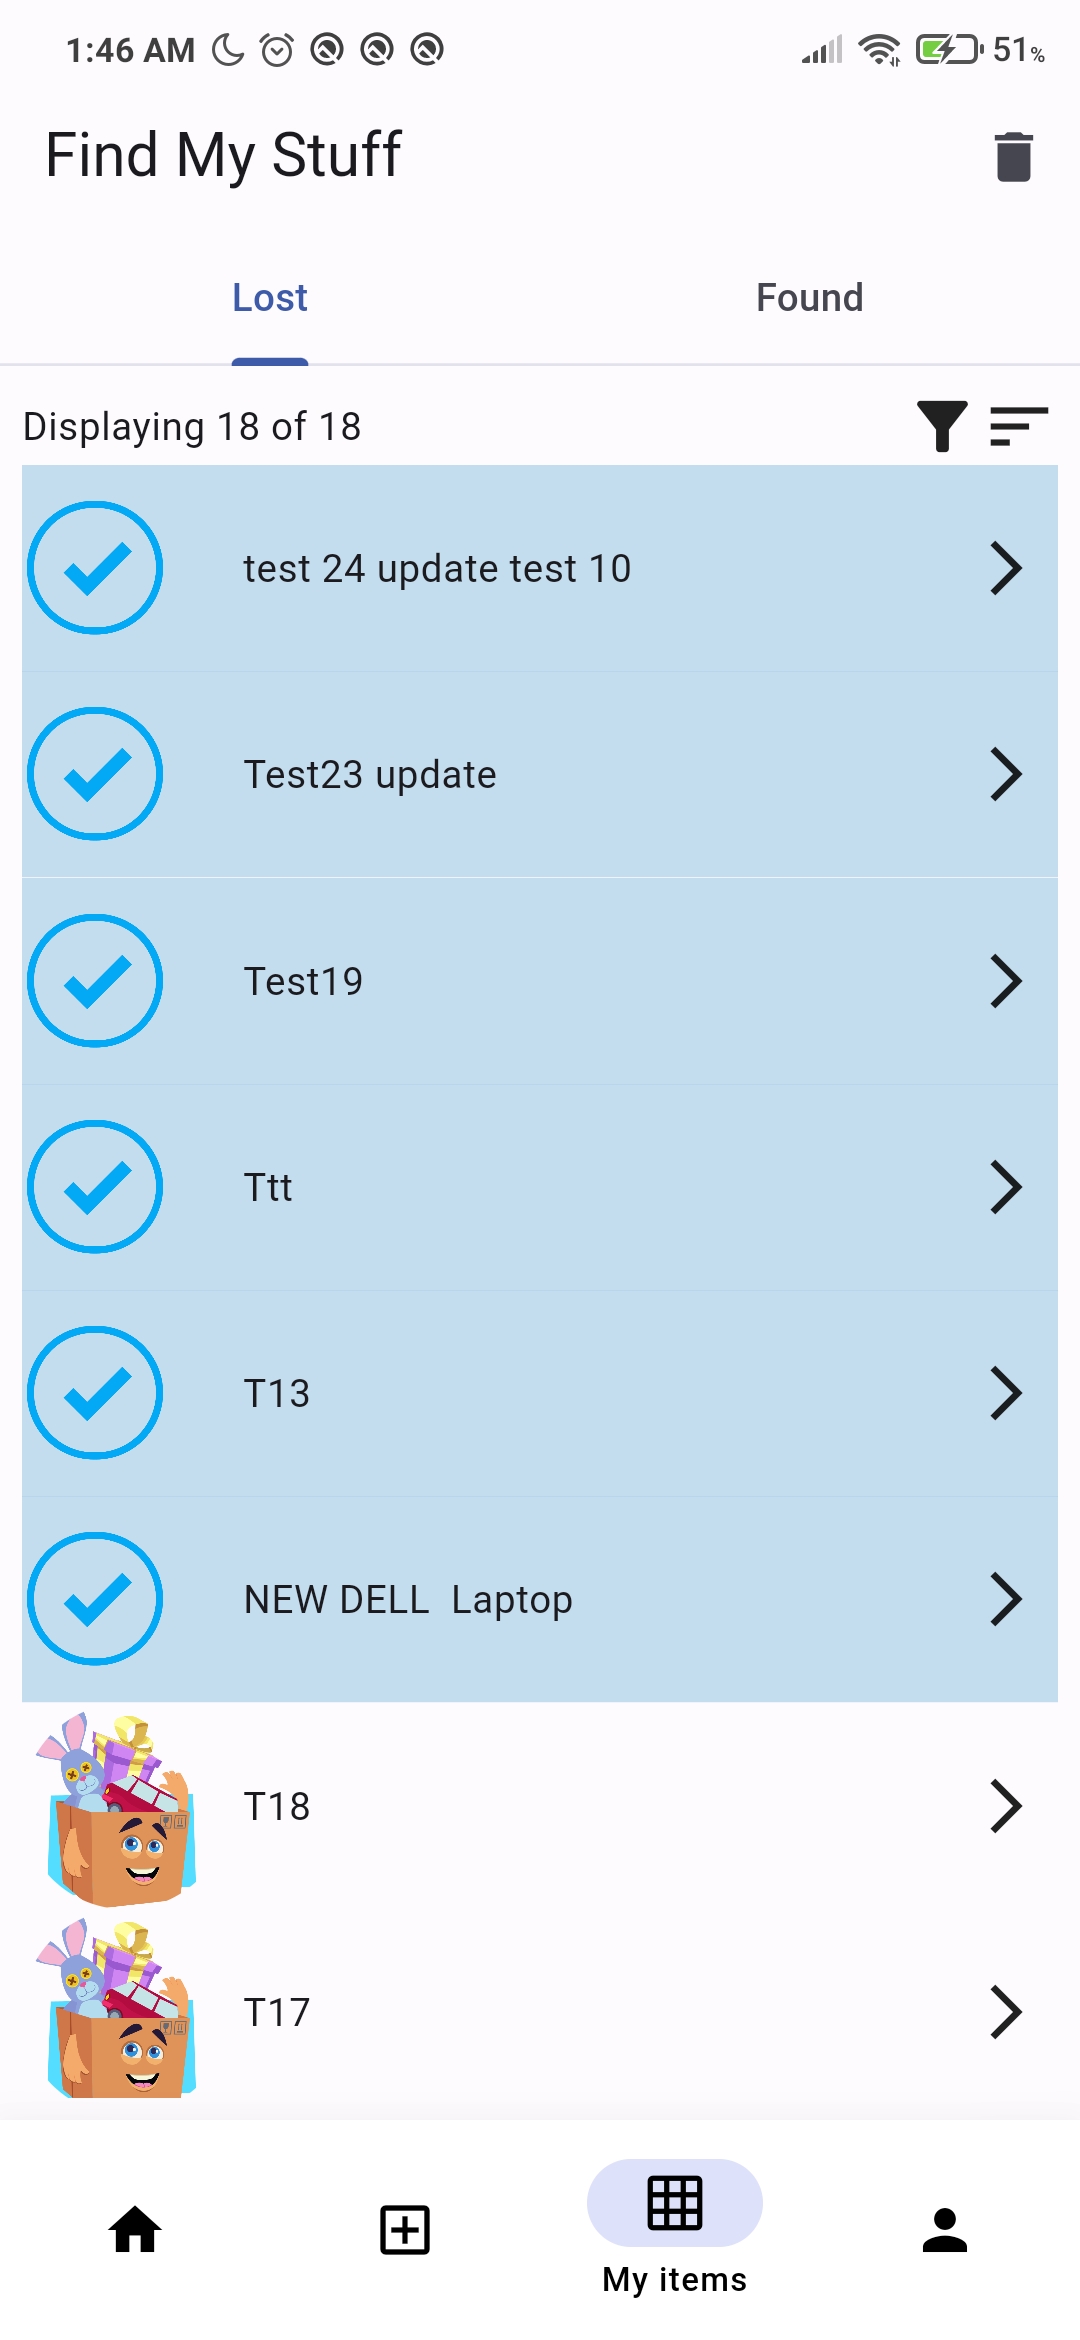 1:46 AM 51%
Find My Stuff
Lost Found
Displaying 18 of 18
test 24 update test 10
Test23 update
Test19
Ttt
T13
NEW DELL  Laptop
T18
T17
My items